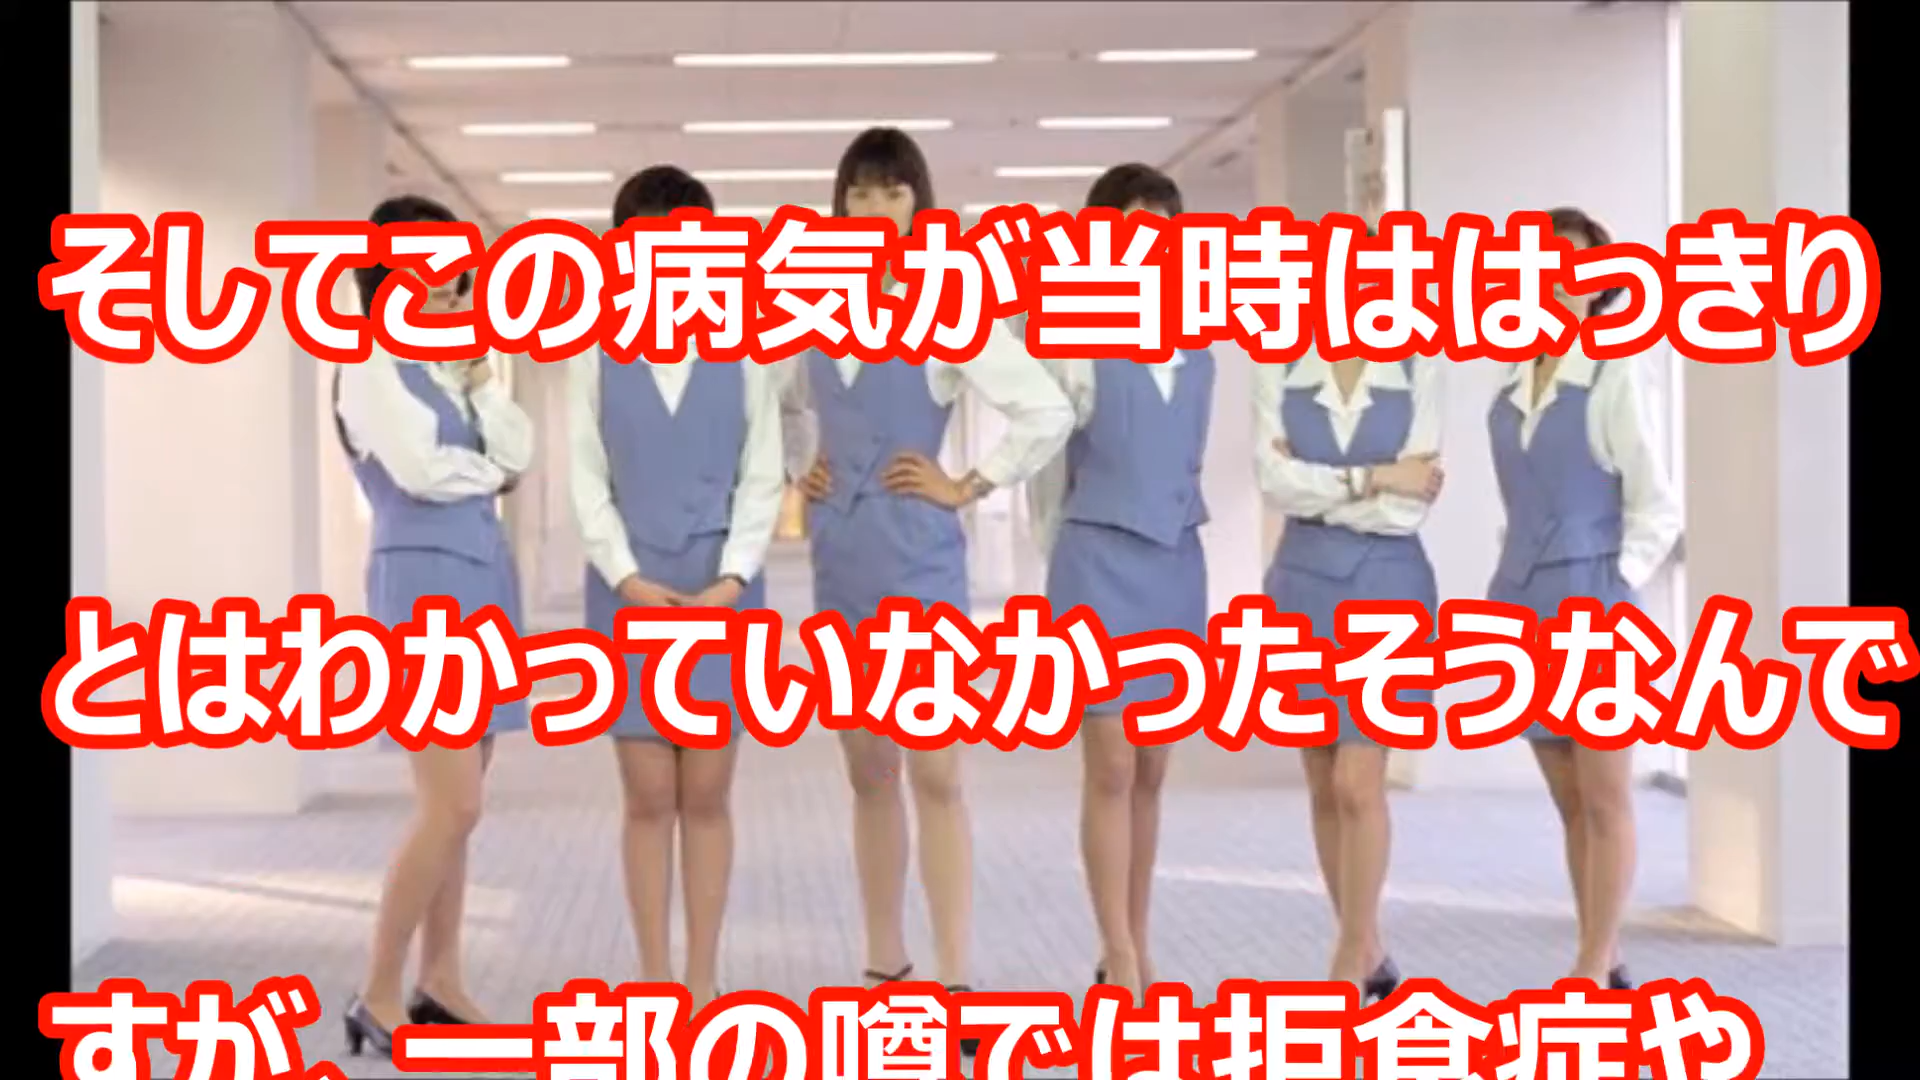 そしてこの病気が当時ははっきり
とはわかっていなかったそうなんで
すが、一部の噂では拒食症や